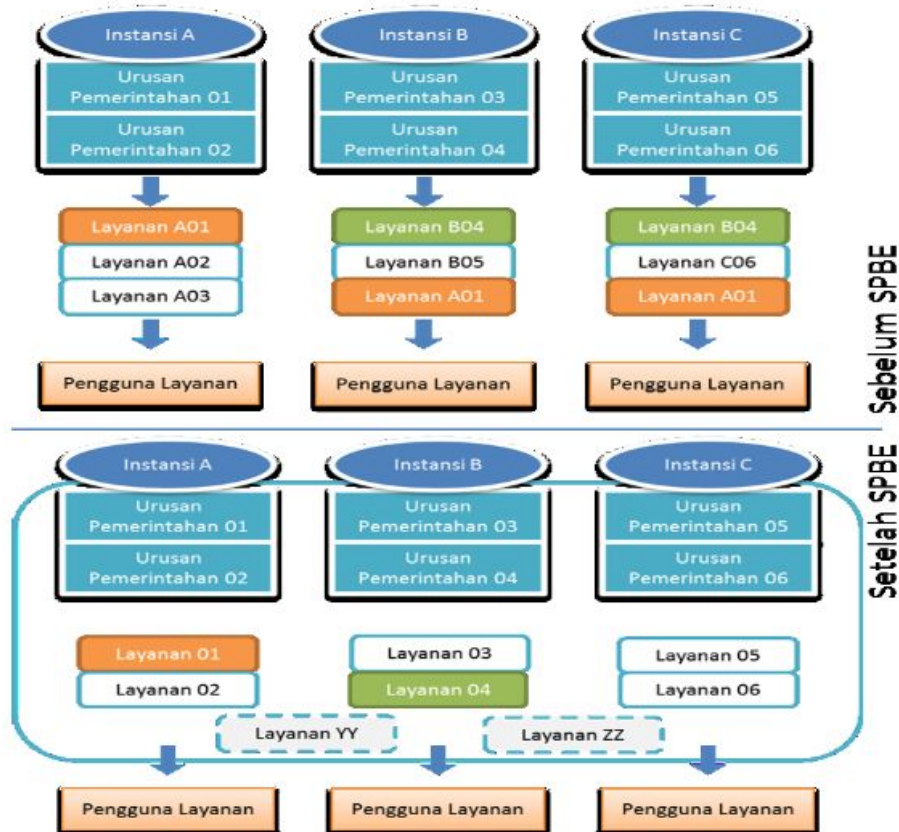 Instansi A
Instansi B
Instansi C
Urusan
Pemerintahan 01
Urusan
Pemerintahan 03
Urusan
Pemerintahan 05
Urusan
Pemerintahan 02
Urusan
Pemerintahan 04
Urusan
Pemerintahan 06
Layanan A01
Layanan B04
Layanan B04
Layanan A02
Layanan B05
Layanan C06
Layanan A03
Layanan A01
Layanan A01
Pengguna Layanan
Pengguna Layanan
Pengguna Layanan
Sebelum SPBE
Instansi A
Instansi B
Instansi C
Urusan
Pemerintahan 01
Urusan
Pemerintahan 03
Urusan
Pemerintahan 05
Urusan
Pemerintahan 02
Urusan
Pemerintahan 04
Urusan
Pemerintahan 06
Layanan 01
Layanan 03
Layanan 05
Layanan 02
Layanan 04
Layanan 06
Layanan YY
Layanan ZZ
Pengguna Layanan
Pengguna Layanan
Pengguna Layanan
Setelah SPBE